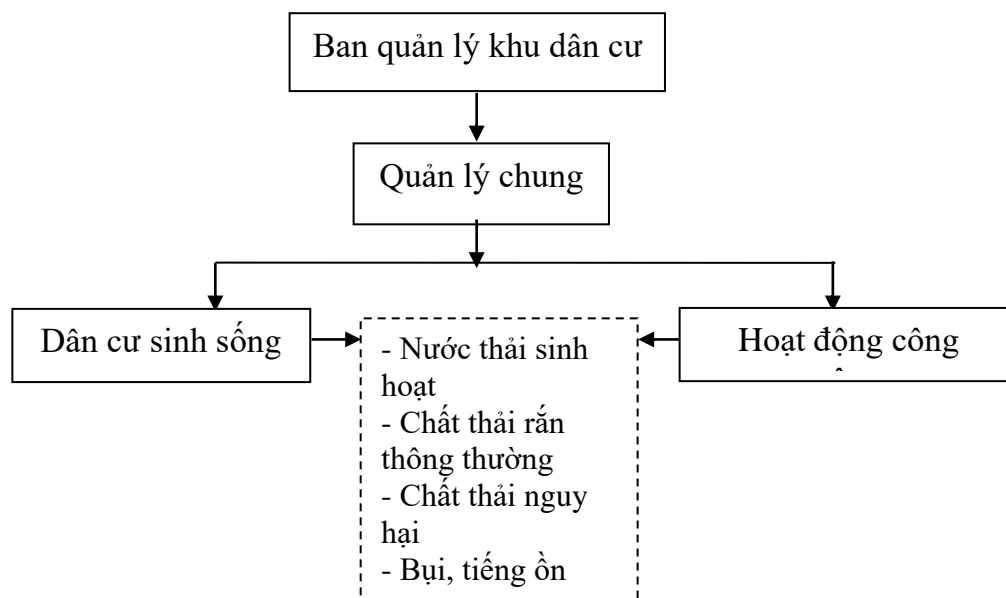 Ban quản lý khu dân cư
Quản lý chung
Dân cư sinh sống
- Nước thải sinh
hoạt
- Chất thải rắn
thông thường
- Chất thải nguy
hại
- Bụi, tiếng ồn
Hoạt động công